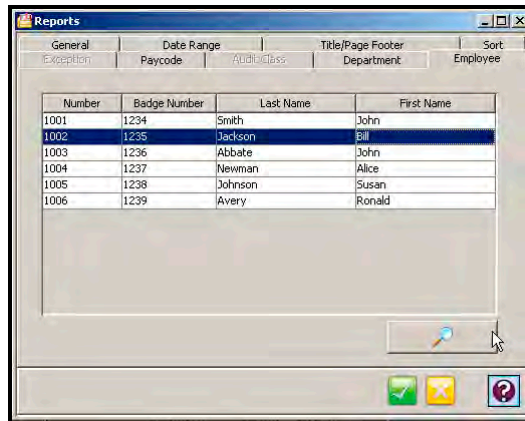 Reports
General Date Range Title/Page Footer Sort
Exception Paycode Audit/Class Department Employee
Number Badge Number Last Name First Name
1001 1234 Smith John
1002 1235 Jackson Bill
1003 1236 Abbate John
1004 1237 Newman Alice
1005 1238 Johnson Susan
1006 1239 Avery Ronald